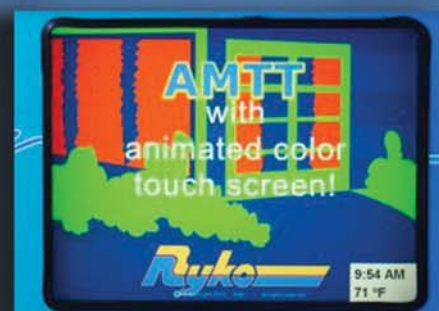 AMTT
with
animated color
touch screen!
Ryko
9:54 AM
71 °F